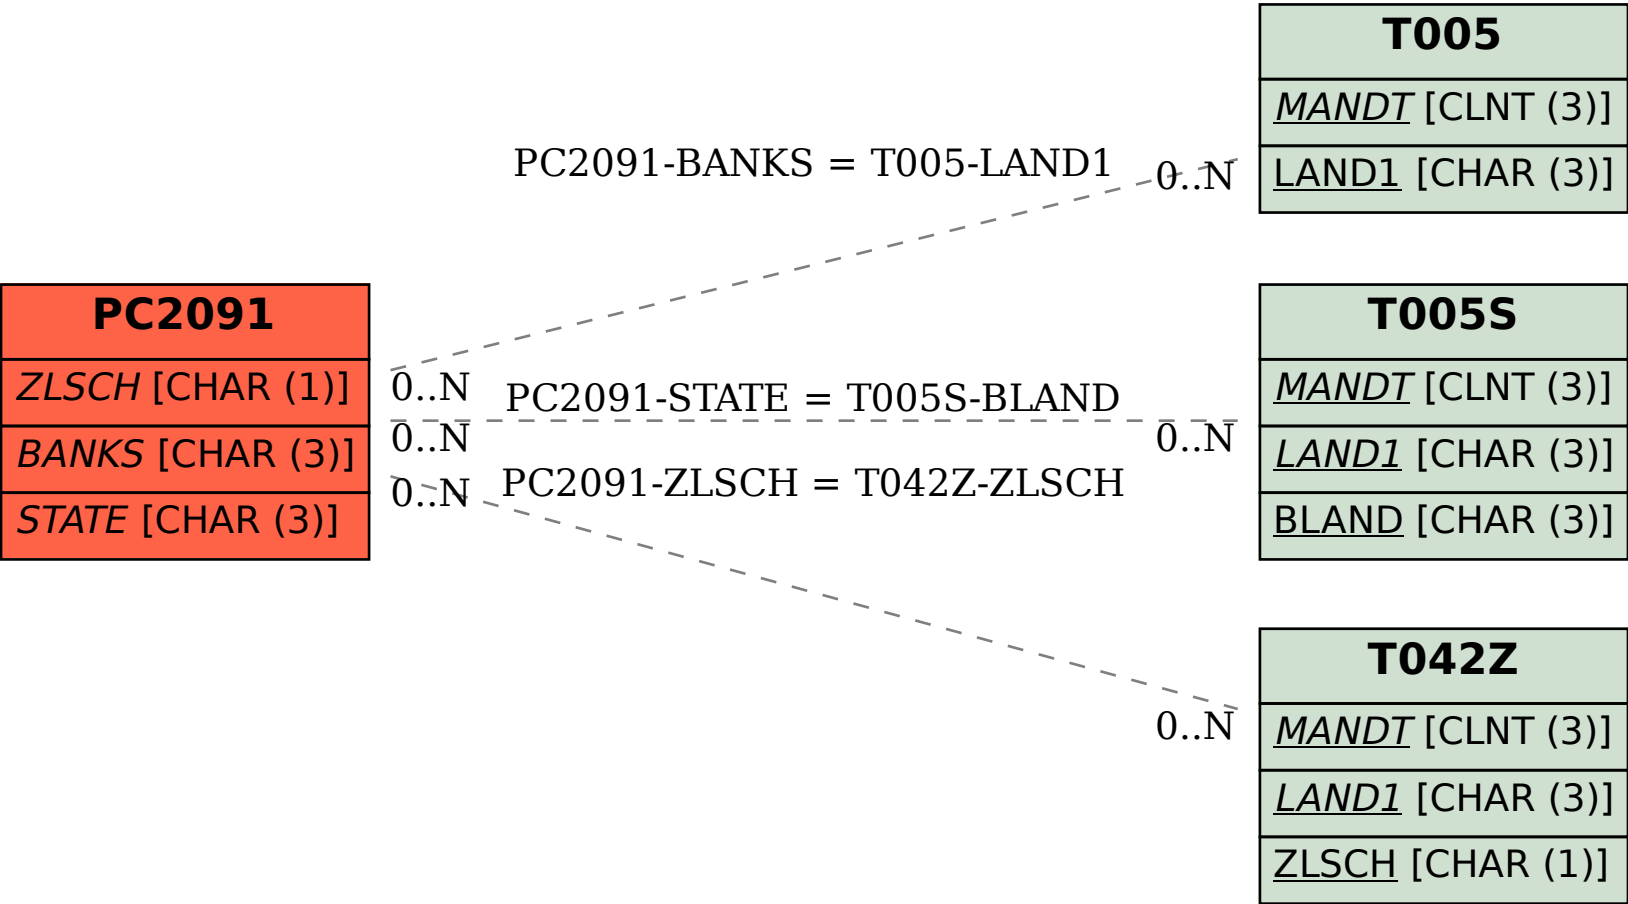 T005
MANDT [CLNT (3)]
LAND1 [CHAR (3)]
PC2091-BANKS = T005-LAND1
0..N
PC2091
ZLSCH [CHAR (1)]
BANKS [CHAR (3)]
STATE [CHAR (3)]
0..N
0..N
0..N
PC2091-STATE = T005S-BLAND
0..N
PC2091-ZLSCH = T042Z-ZLSCH
0..N
T005S
MANDT [CLNT (3)]
LAND1 [CHAR (3)]
BLAND [CHAR (3)]
T042Z
MANDT [CLNT (3)]
LAND1 [CHAR (3)]
ZLSCH [CHAR (1)]